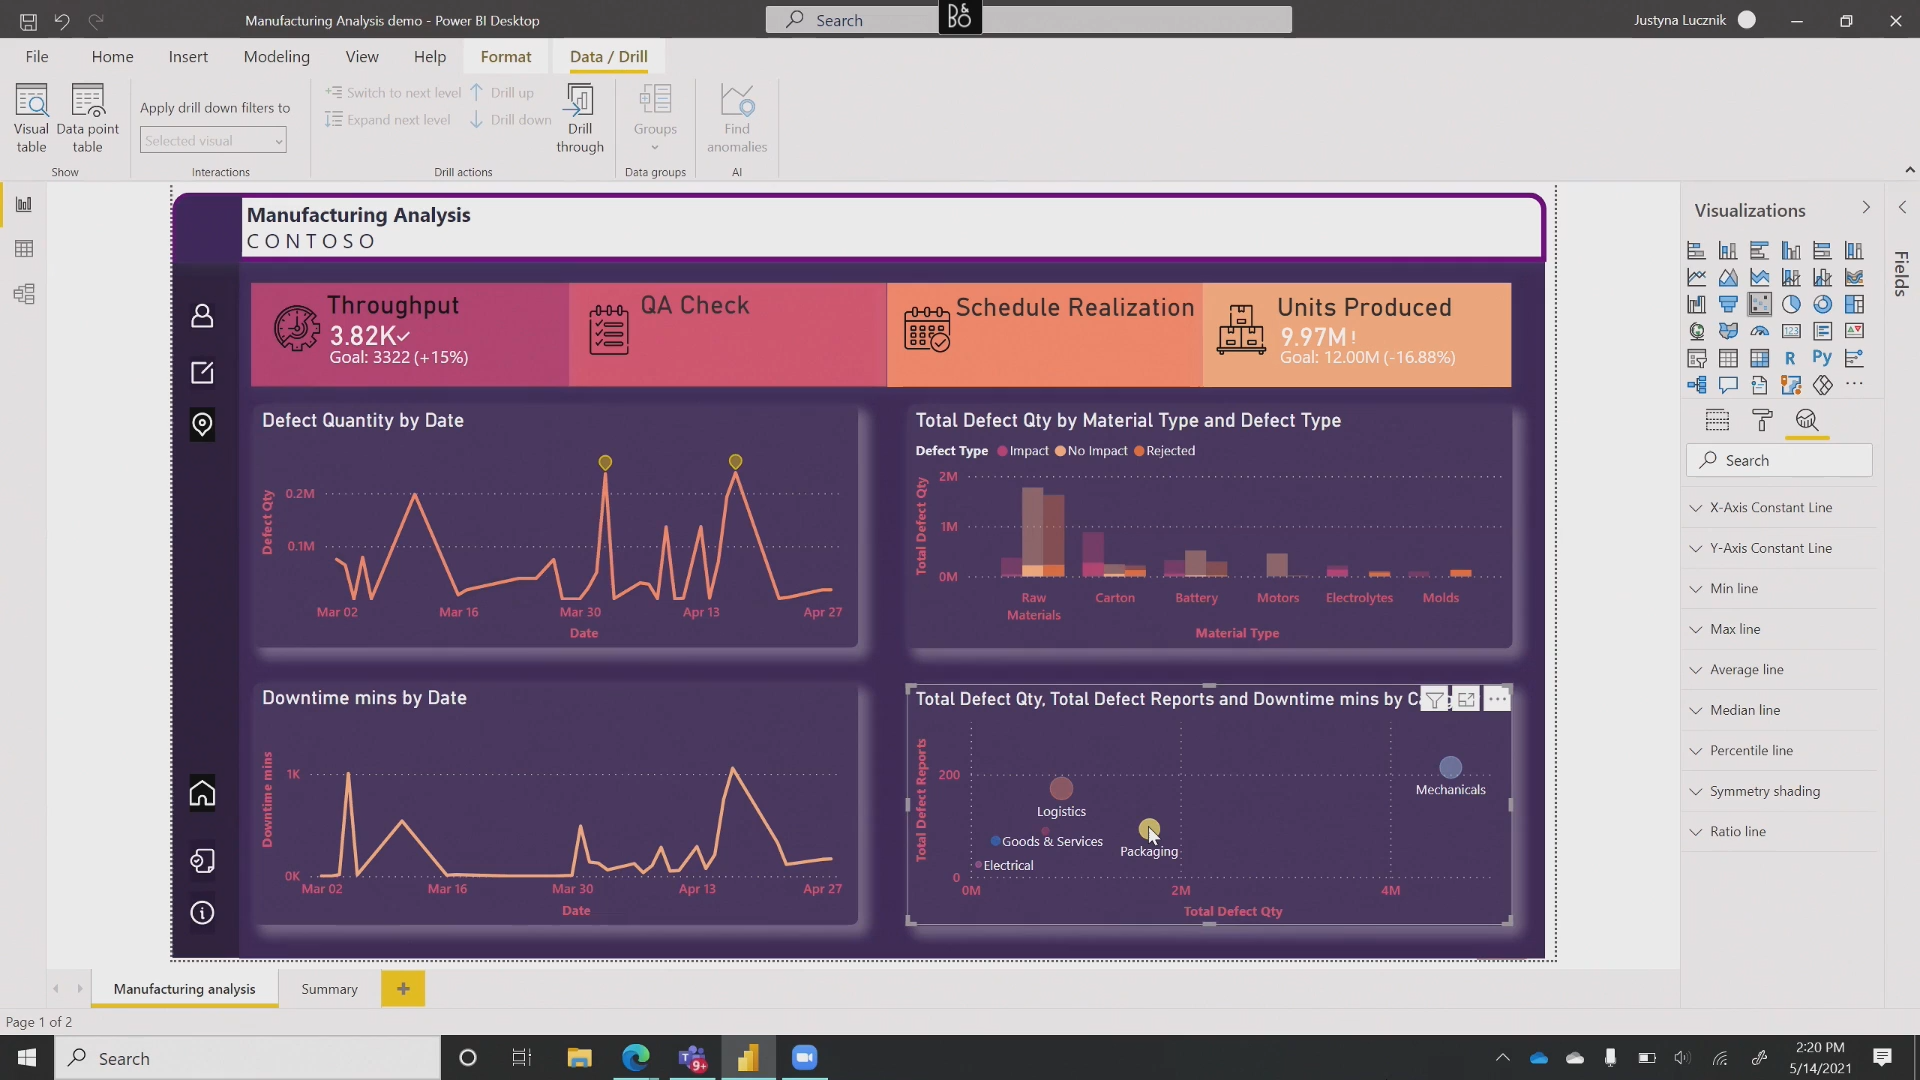 Manufacturing Analysis demo - Power BI Desktop
Search
B&O
Justyna Lucznik
File
Home
Insert
Modeling
View
Help
Format
Data / Drill
Visual table
Data point table
Show
Apply drill down filters to
Selected visual
Interactions
Switch to next level
Expand next level
Drill up
Drill down
Drill through
Drill actions
Groups
Data groups
Find anomalies
AI
Manufacturing Analysis
CONTOSO
Throughput
3.82K
Goal: 3322 (+15%)
QA Check
Schedule Realization
Units Produced
9.97M!
Goal: 12.00M (-16.88%)
Defect Quantity by Date
Defect Qty
0.2M
0.1M
Mar 02
Mar 16
Mar 30
Apr 13
Apr 27
Date
Total Defect Qty by Material Type and Defect Type
Defect Type Impact No Impact Rejected
Total Defect Qty
2M
1M
0M
Raw Materials
Carton
Battery
Motors
Electrolytes
Molds
Material Type
Downtime mins by Date
Downtime mins
1K
0K
Mar 02
Mar 16
Mar 30
Apr 13
Apr 27
Date
Total Defect Qty, Total Defect Reports and Downtime mins by
Total Defect Reports
200
0
Mechanicals
Logistics
Goods & Services
Packaging
Electrical
0M
2M
4M
Total Defect Qty
Visualizations
Fields
123
R
Py
Search
X-Axis Constant Line
Y-Axis Constant Line
Min line
Max line
Average line
Median line
Percentile line
Symmetry shading
Ratio line
Manufacturing analysis
Summary
+
Page 1 of 2
Search
9+
2:20 PM
5/14/2021